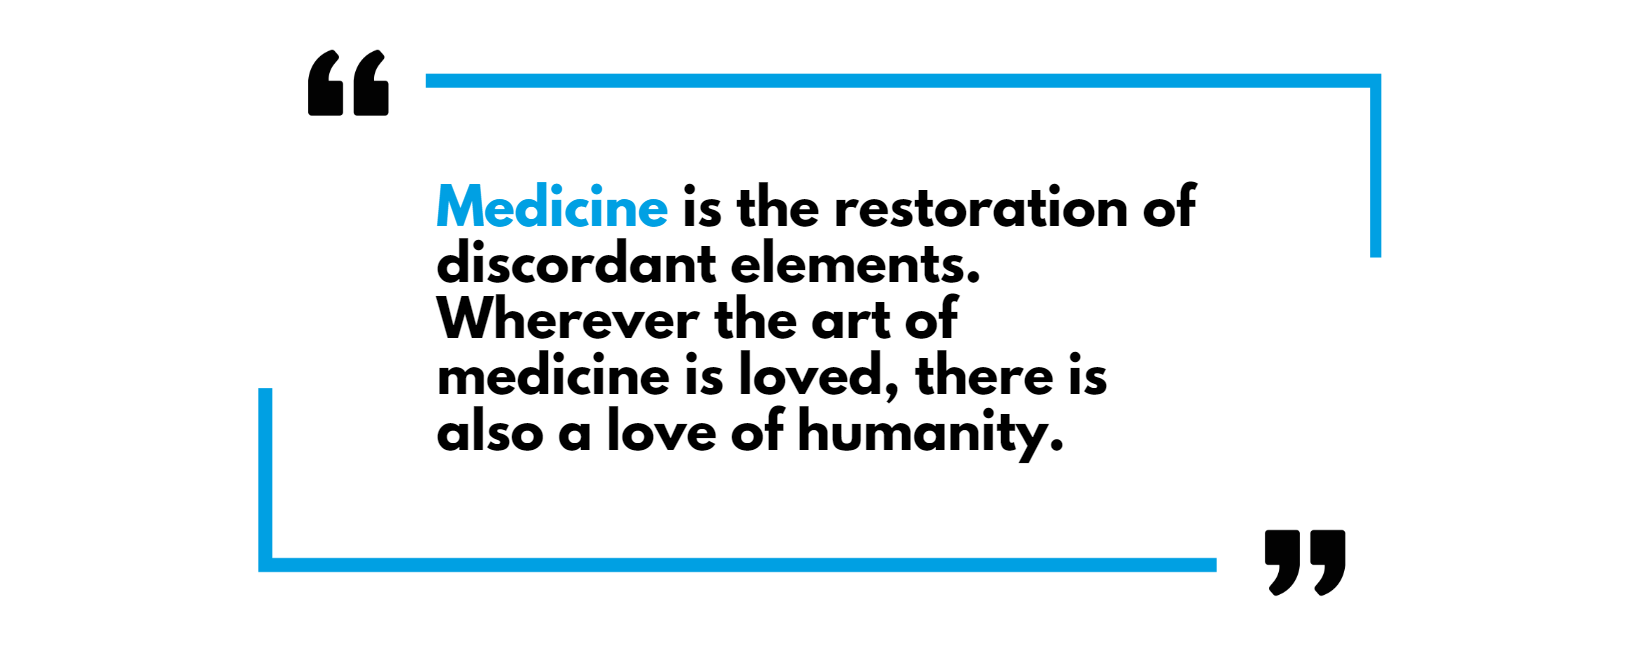 “
Medicine is the restoration of
discordant elements.
Wherever the art of
medicine is loved, there is
also a love of humanity.
”